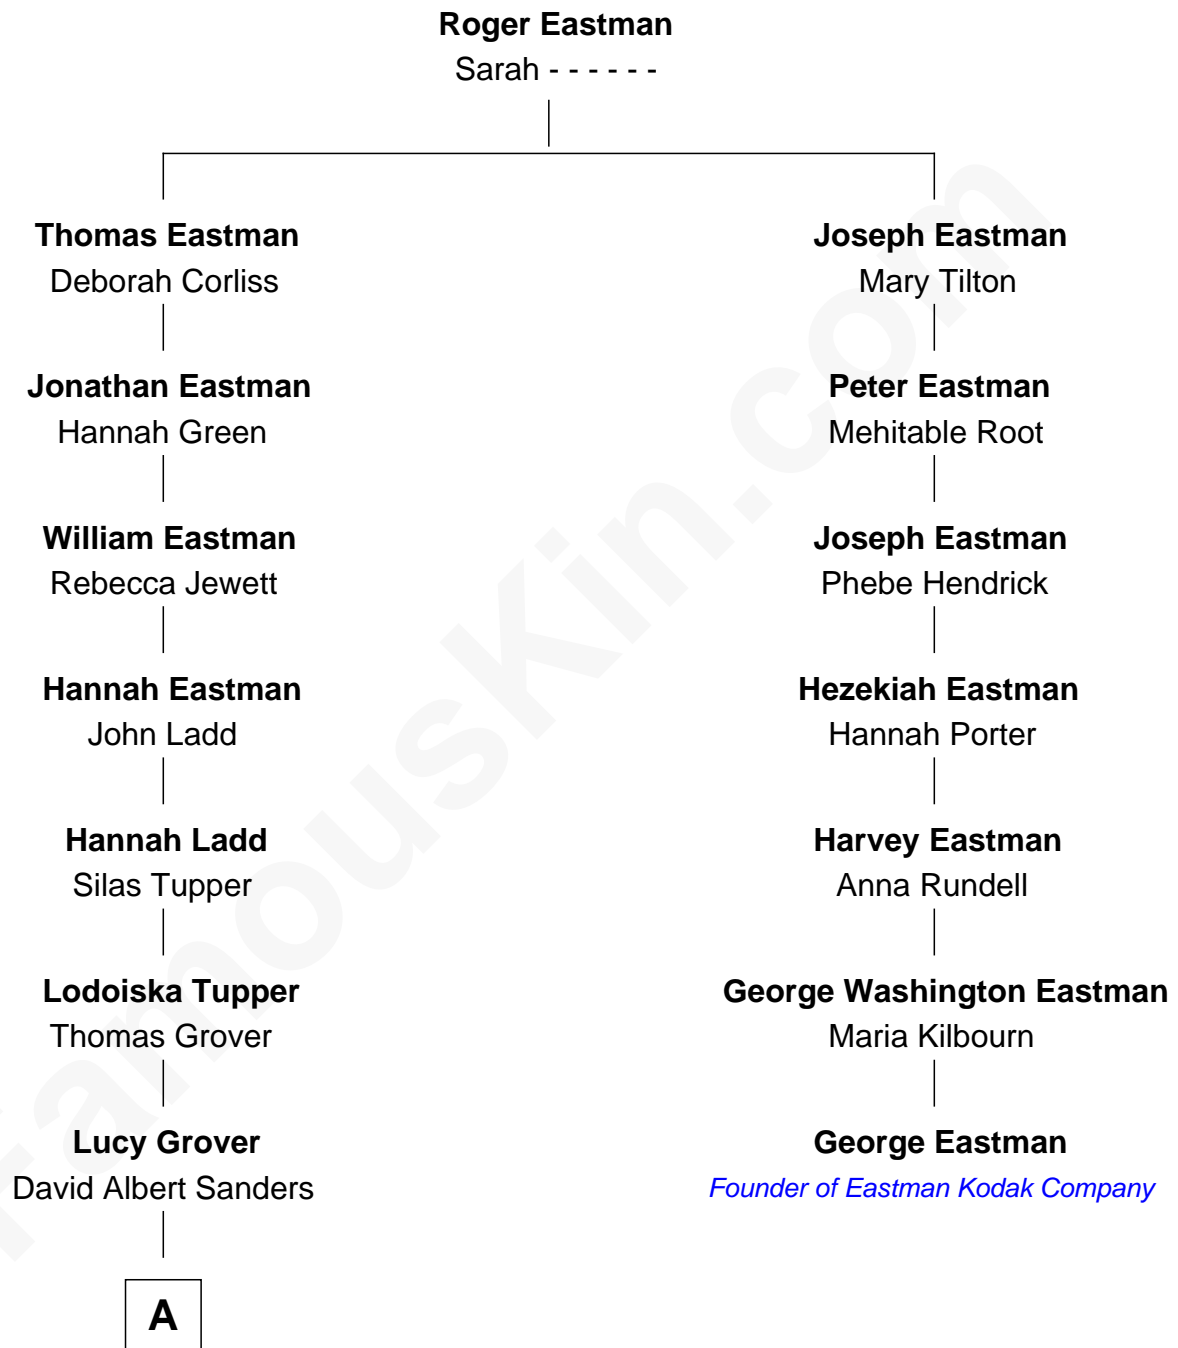 Roger Eastman
Sarah - - - - - -
Thomas Eastman
Deborah Corliss
Joseph Eastman
Mary Tilton
Jonathan Eastman
Hannah Green
Peter Eastman
Mehitable Root
William Eastman
Rebecca Jewett
Joseph Eastman
Phebe Hendrick
Hannah Eastman
John Ladd
Hezekiah Eastman
Hannah Porter
Hannah Ladd
Silas Tupper
Harvey Eastman
Anna Rundell
Lodoiska Tupper
Thomas Grover
George Washington Eastman
Maria Kilbourn
Lucy Grover
David Albert Sanders
George Eastman
Founder of Eastman Kodak Company
A
FamousKin.com